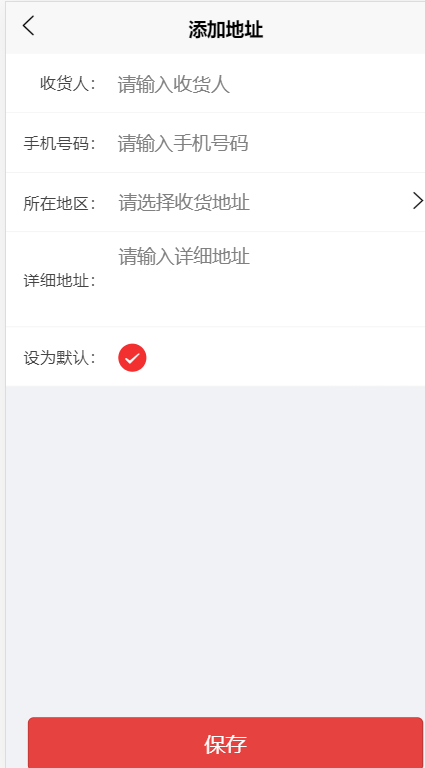 添加地址
收货人： 请输入收货人
手机号码： 请输入手机号码
所在地区： 请选择收货地址
请输入详细地址
详细地址：
设为默认：
保存